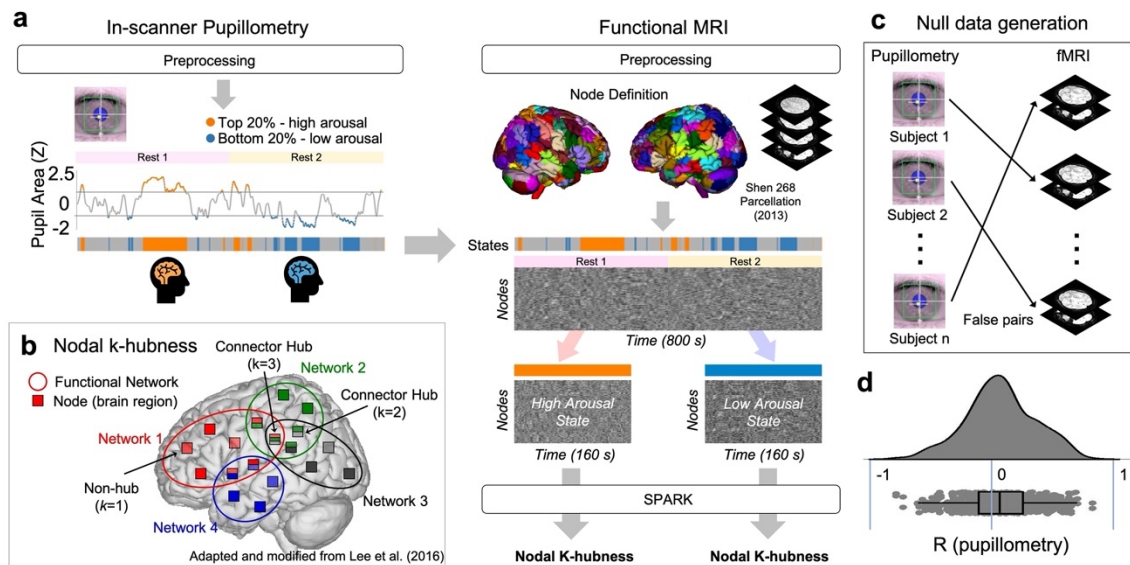 a
In-scanner Pupillometry
Preprocessing
Top 20% - high arousal
Bottom 20% - low arousal
Rest 1
Rest 2
Pupil Area (Z)
2.5
0
-2
Functional MRI
Preprocessing
Node Definition
Shen 268
Parcellation
(2013)
States
Rest 1
Rest 2
Nodes
Time (800 s)
Nodes
High Arousal
State
Time (160 s)
Nodes
Low Arousal
State
Time (160 s)
SPARK
Nodal K-hubness
Nodal K-hubness
b
Nodal k-hubness
Functional Network
Node (brain region)
Connector Hub
(k=3)
Network 2
Connector Hub
(k=2)
Network 1
Non-hub
(k=1)
Network 3
Network 4
Adapted and modified from Lee et al. (2016)
c
Null data generation
Pupillometry
fMRI
Subject 1
Subject 2
Subject n
False pairs
d
-1
0
1
R (pupillometry)